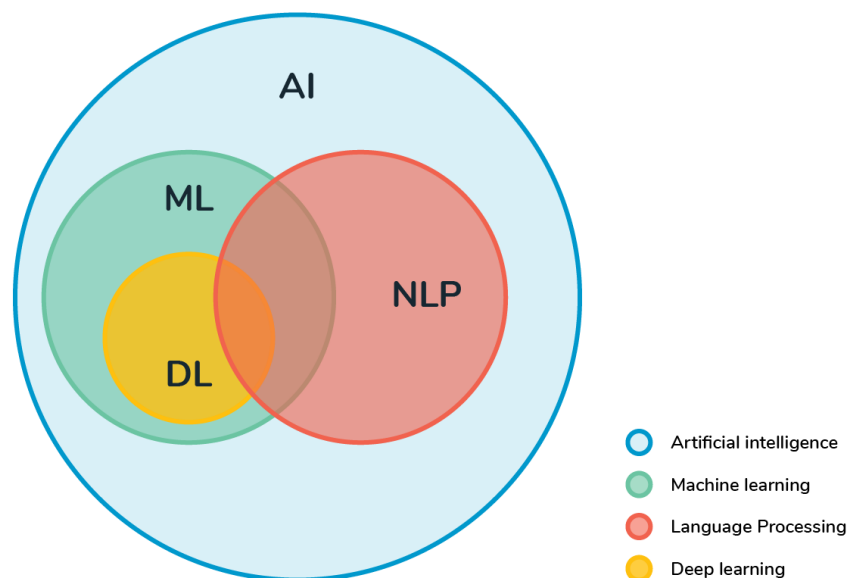 AI
ML
NLP
DL
Artificial intelligence
Machine learning
Language Processing
Deep learning